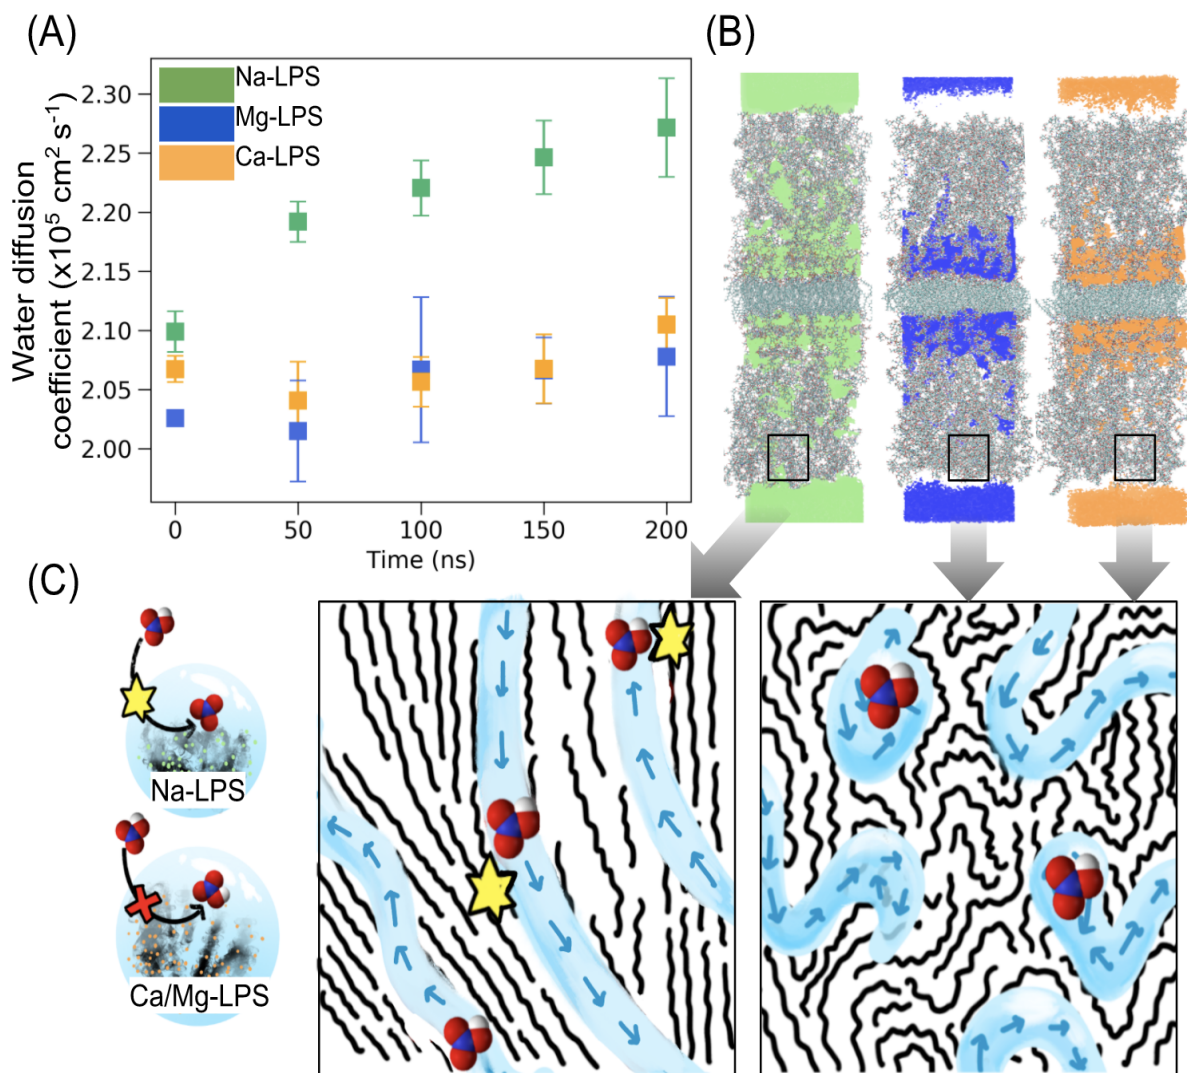 (A)
(B)
Na-LPS
Mg-LPS
Ca-LPS
Water diffusion
coefficient (x10⁵ cm² s⁻¹)
2.30
2.25
2.20
2.15
2.10
2.05
2.00
0 50 100 150 200
Time (ns)
(C)
Na-LPS
Ca/Mg-LPS